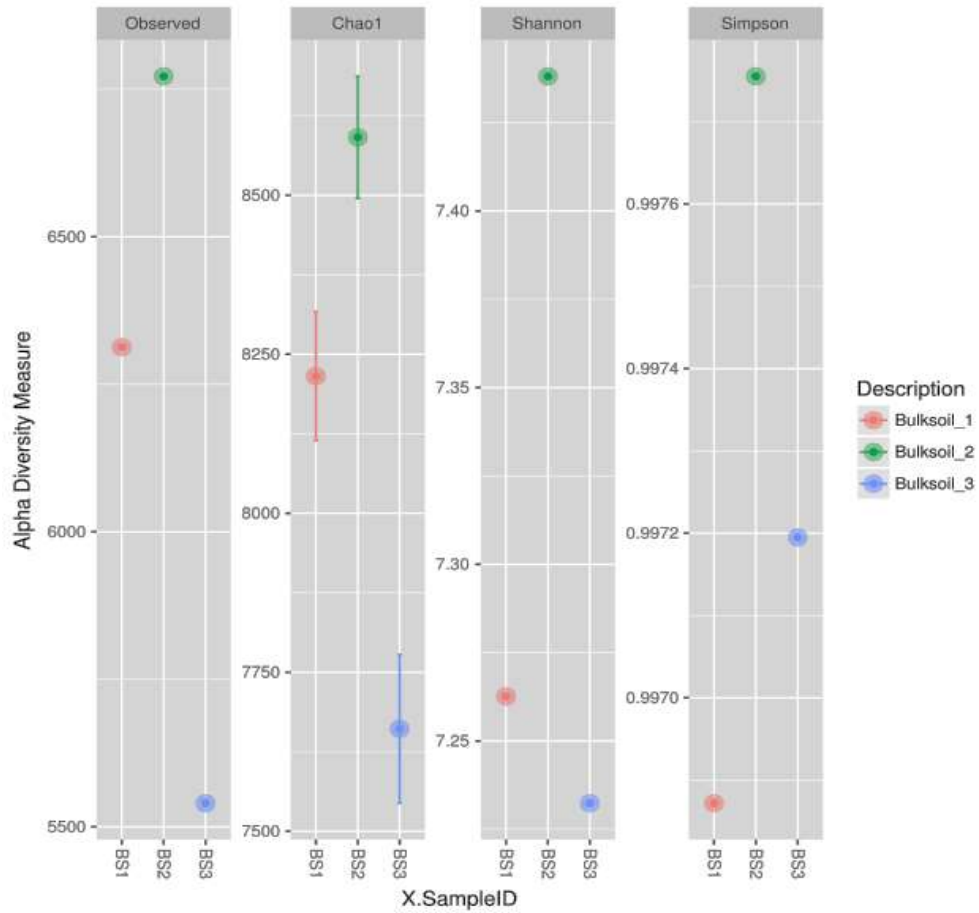 Observed
Chao1
Shannon
Simpson
Alpha Diversity Measure
6500
6000
5500
8500
8250
8000
7750
7500
7.40
7.35
7.30
7.25
0.9976
0.9974
0.9972
0.9970
BS1
BS2
BS3
BS1
BS2
BS3
BS1
BS2
BS3
BS1
BS2
BS3
X.SampleID
Description
Bulksoil_1
Bulksoil_2
Bulksoil_3